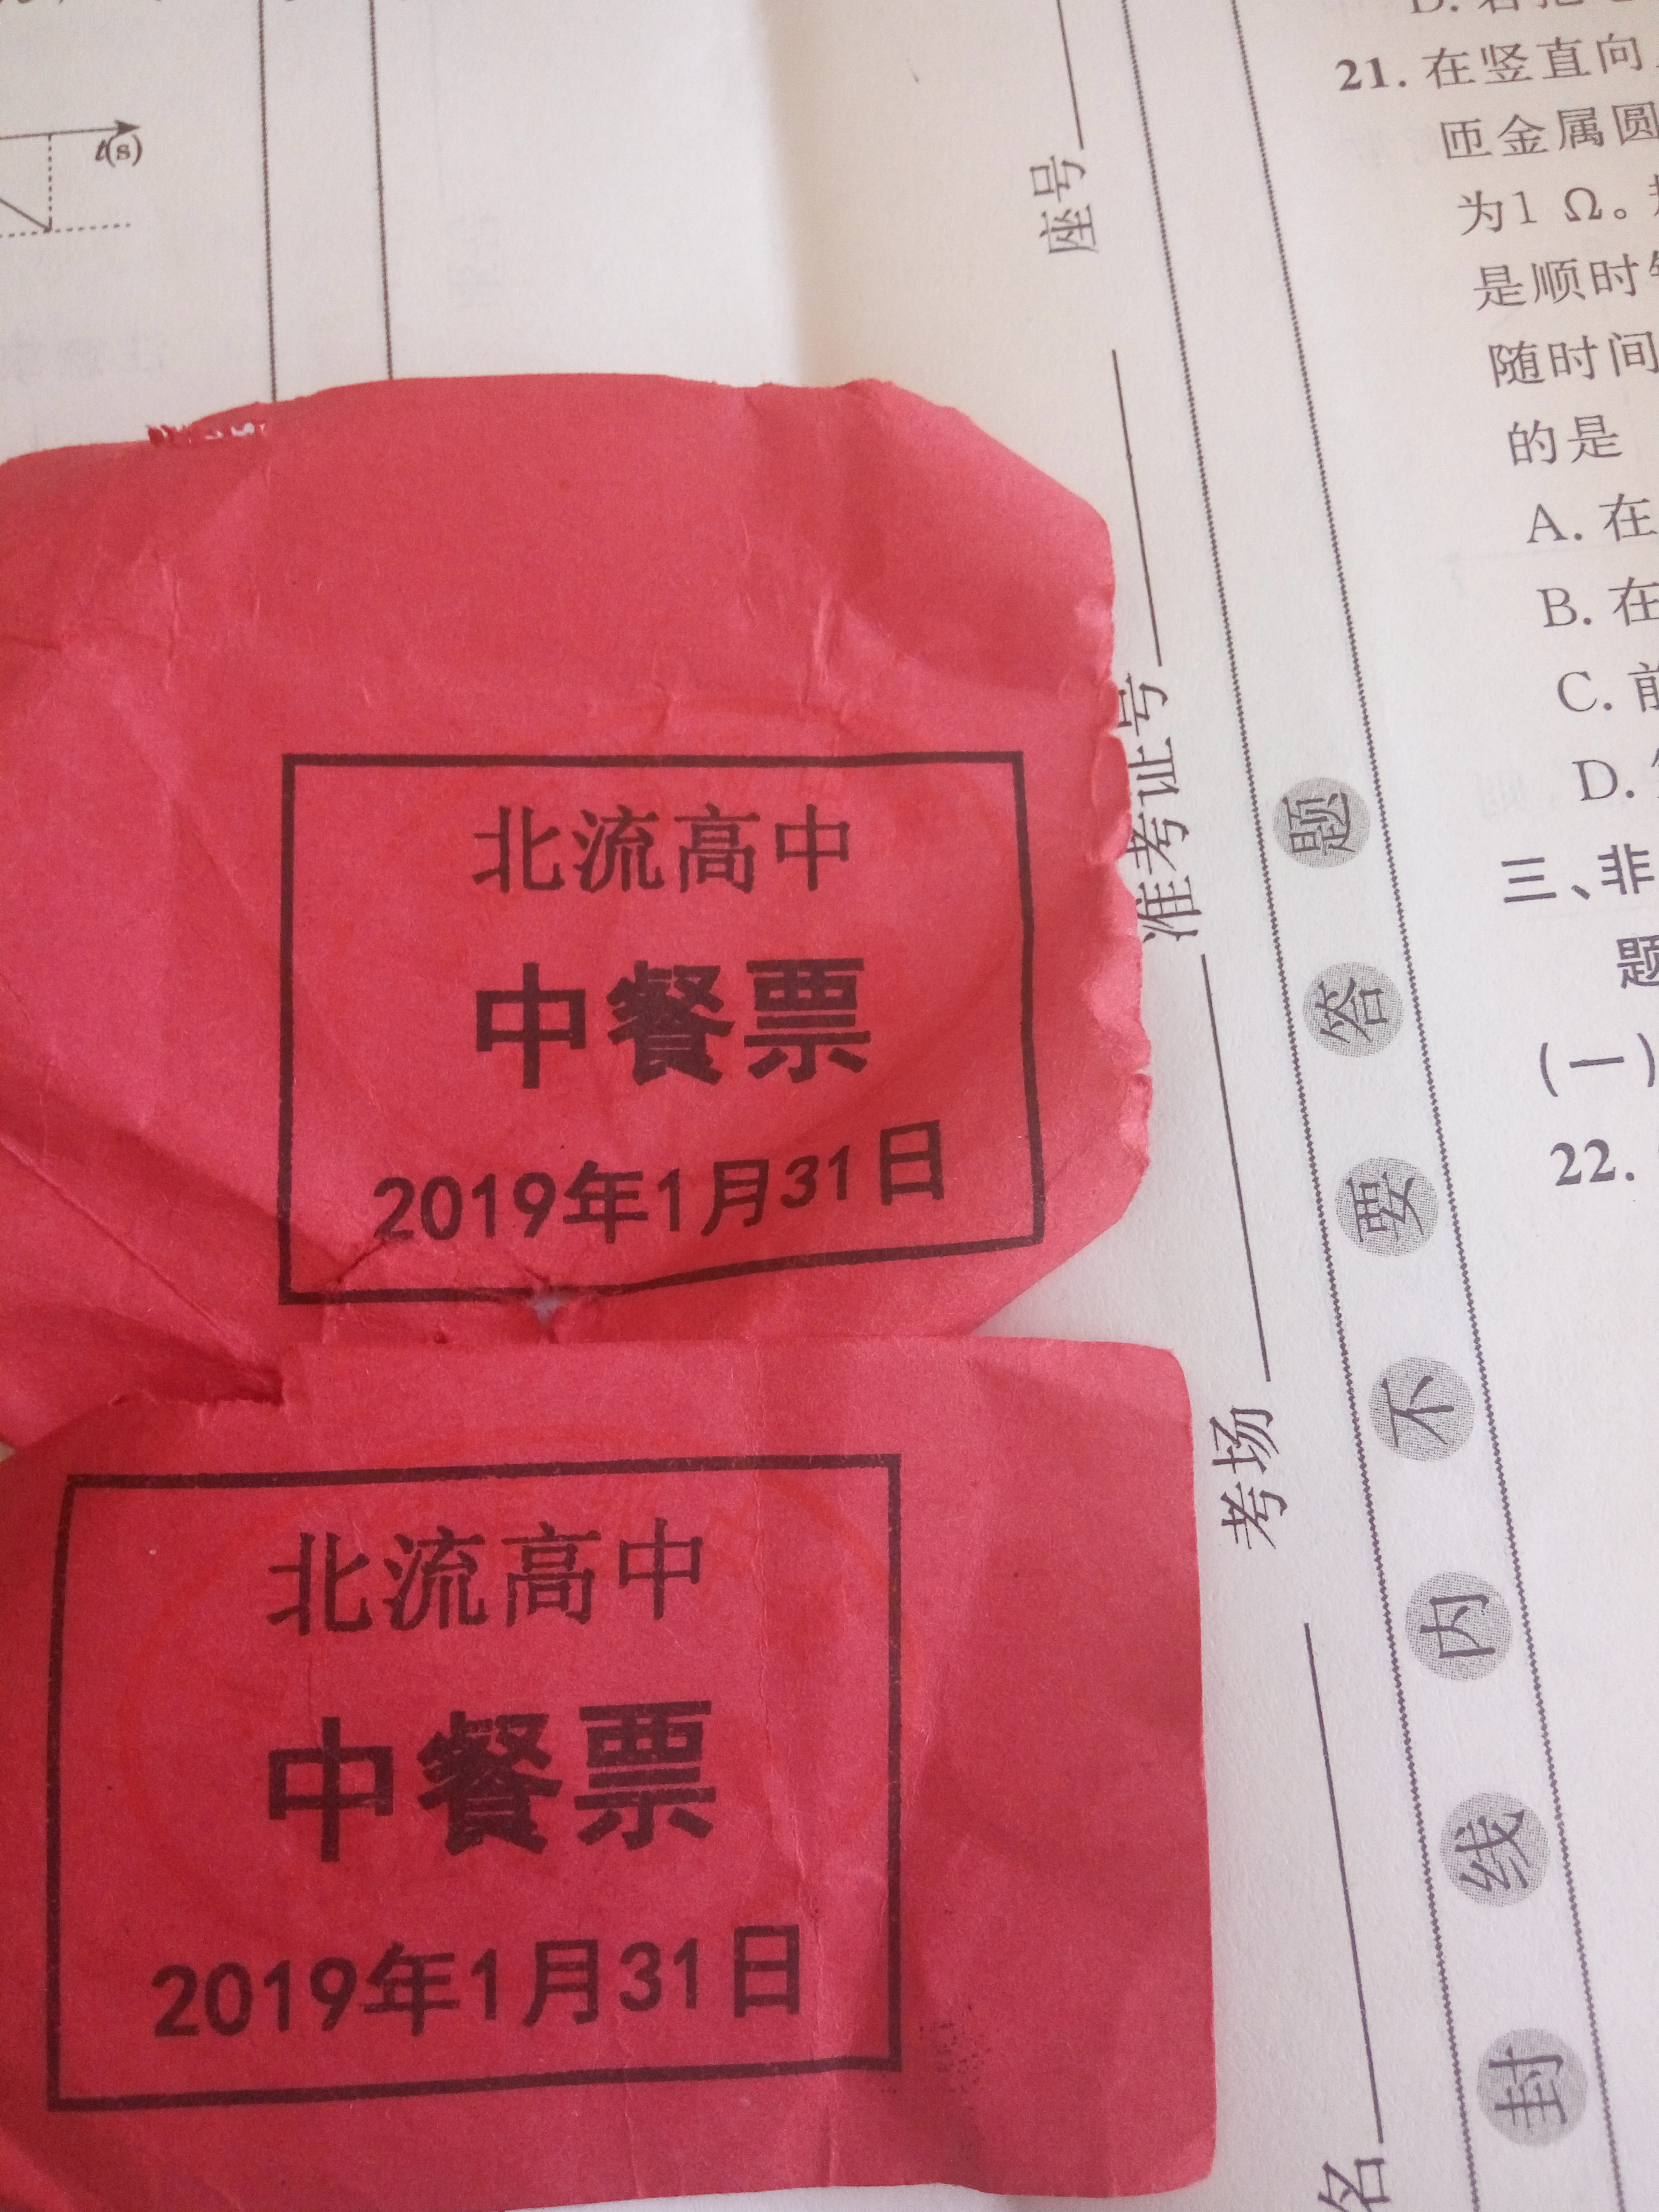 t(s)
北流高中
中餐票
2019年1月31日
北流高中
中餐票
2019年1月31日
座号
准考证号
考场
名
题
答
要
不
内
线
封
21. 在竖直向
匝金属圆
为1 Ω。
是顺时
随时间
的是
A. 在
B. 在
C. 前
D.
三、非
题
(一)
22.